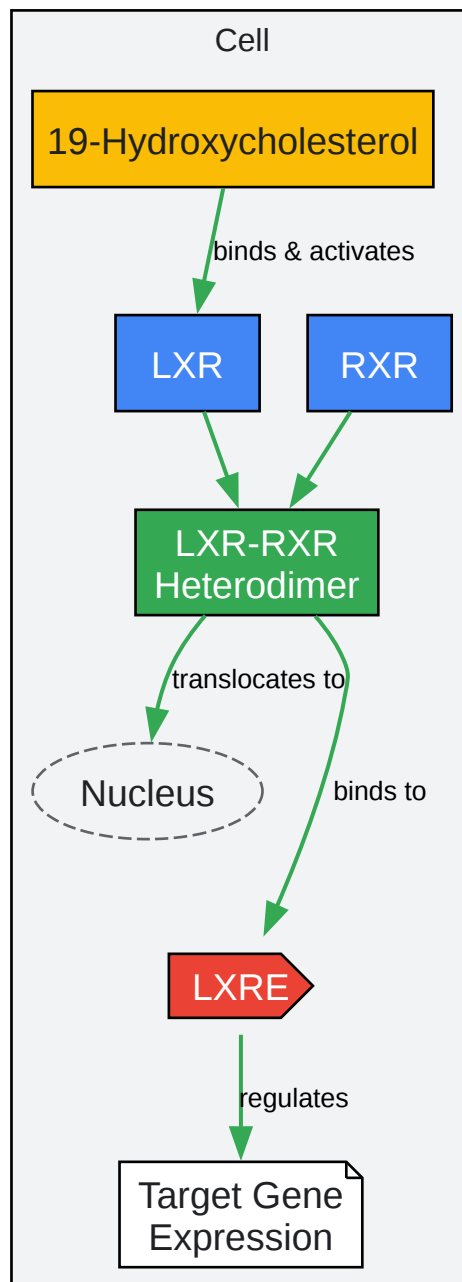 Cell
19-Hydroxycholesterol
binds & activates
LXR
RXR
LXR-RXR
Heterodimer
translocates to
Nucleus
binds to
LXRE
regulates
Target Gene
Expression